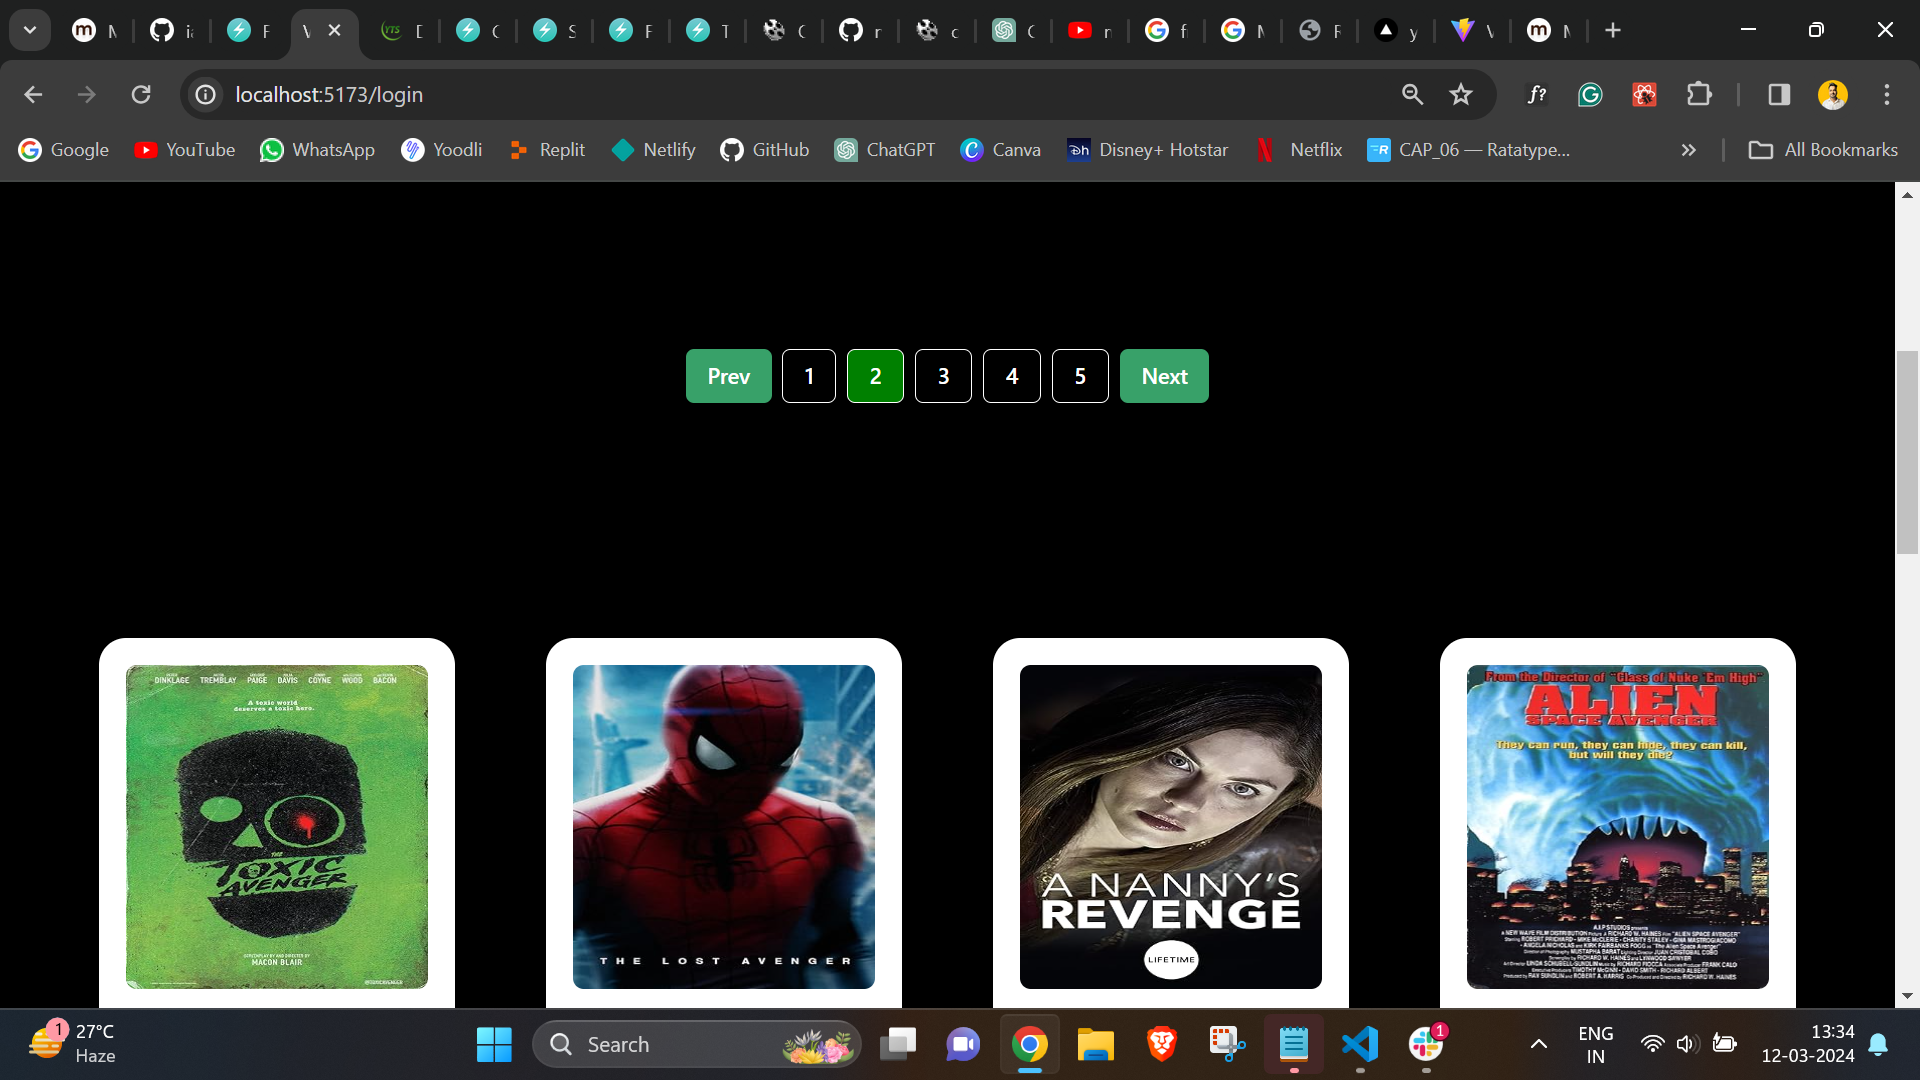 M
i
F
V
D
C
S
F
T
C
r
c
C
n
f
M
F
y
V
M
localhost:5173/login
f?
Google
YouTube
WhatsApp
Yoodli
Replit
Netlify
GitHub
ChatGPT
Canva
Disney+ Hotstar
Netflix
CAP_06 — Ratatype...
»
All Bookmarks
Prev 1 2 3 4 5 Next
DINKLAGE TREMBLAY PAIGE DAVIS COYNE WOOD BACON
A toxic world
deserves a toxic hero.
THE
TOXIC
AVENGER
MACON BLAIR
THE LOST AVENGER
A NANNY'S
REVENGE
LIFETIME
From the Director of "Class of Nuke 'Em High"
ALIEN
SPACE AVENGER
They can run, they can hide, they can kill,
but will they die?
1
27°C
Haze
Search
1
ENG
IN
13:34
12-03-2024